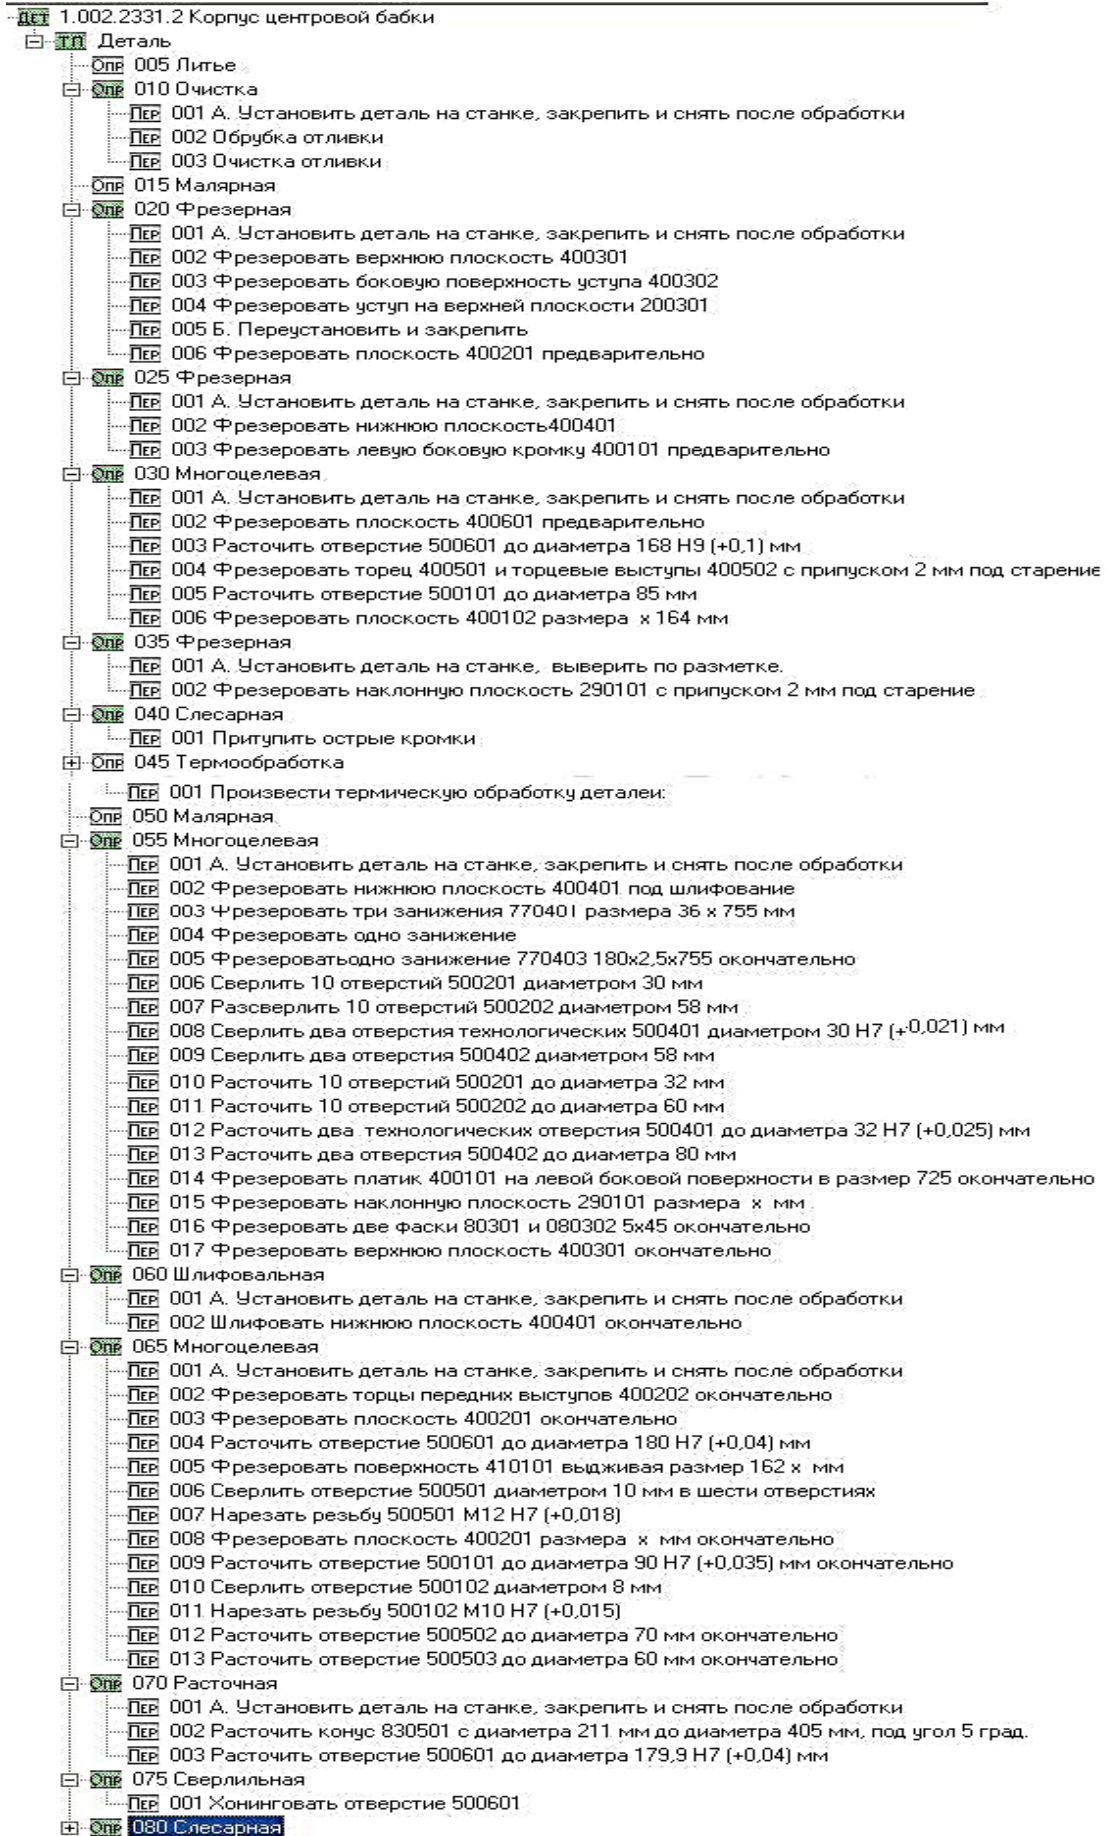 ДЕТ 1.002.2331.2 Корпус центровой бабки
ТП Деталь
Опр 005 Литье
Опр 010 Очистка
Пер 001 А. Установить деталь на станке, закрепить и снять после обработки
Пер 002 Обрубка отливки
Пер 003 Очистка отливки
Опр 015 Малярная
Опр 020 Фрезерная
Пер 001 А. Установить деталь на станке, закрепить и снять после обработки
Пер 002 Фрезеровать верхнюю плоскость 400301
Пер 003 Фрезеровать боковую поверхность уступа 400302
Пер 004 Фрезеровать уступ на верхней плоскости 200301
Пер 005 Б. Переустановить и закрепить
Пер 006 Фрезеровать плоскость 400201 предварительно
Опр 025 Фрезерная
Пер 001 А. Установить деталь на станке, закрепить и снять после обработки
Пер 002 Фрезеровать нижнюю плоскость400401
Пер 003 Фрезеровать левую боковую кромку 400101 предварительно
Опр 030 Многоцелевая
Пер 001 А. Установить деталь на станке, закрепить и снять после обработки
Пер 002 Фрезеровать плоскость 400601 предварительно
Пер 003 Расточить отверстие 500601 до диаметра 168 H9 (+0,1) мм
Пер 004 Фрезеровать торец 400501 и торцевые выступы 400502 с припуском 2 мм под старение
Пер 005 Расточить отверстие 500101 до диаметра 85 мм
Пер 006 Фрезеровать плоскость 400102 размера х 164 мм
Опр 035 Фрезерная
Пер 001 А. Установить деталь на станке, выверить по разметке.
Пер 002 Фрезеровать наклонную плоскость 290101 с припуском 2 мм под старение
Опр 040 Слесарная
Пер 001 Притупить острые кромки
Опр 045 Термообработка
Пер 001 Произвести термическую обработку деталей:
Опр 050 Малярная
Опр 055 Многоцелевая
Пер 001 А. Установить деталь на станке, закрепить и снять после обработки
Пер 002 Фрезеровать нижнюю плоскость 400401 под шлифование
Пер 003 Фрезеровать три занижения 770401 размера 36 х 755 мм
Пер 004 Фрезеровать одно занижение
Пер 005 Фрезероватьодно занижение 770403 180х2,5х755 окончательно
Пер 006 Сверлить 10 отверстий 500201 диаметром 30 мм
Пер 007 Разсверлить 10 отверстий 500202 диаметром 58 мм
Пер 008 Сверлить два отверстия технологических 500401 диаметром 30 H7 (+0,021) мм
Пер 009 Сверлить два отверстия 500402 диаметром 58 мм
Пер 010 Расточить 10 отверстий 500201 до диаметра 32 мм
Пер 011 Расточить 10 отверстий 500202 до диаметра 60 мм
Пер 012 Расточить два технологических отверстия 500401 до диаметра 32 H7 (+0,025) мм
Пер 013 Расточить два отверстия 500402 до диаметра 80 мм
Пер 014 Фрезеровать платик 400101 на левой боковой поверхности в размер 725 окончательно
Пер 015 Фрезеровать наклонную плоскость 290101 размера х мм
Пер 016 Фрезеровать две фаски 80301 и 080302 5х45 окончательно
Пер 017 Фрезеровать верхнюю плоскость 400301 окончательно
Опр 060 Шлифовальная
Пер 001 А. Установить деталь на станке, закрепить и снять после обработки
Пер 002 Шлифовать нижнюю плоскость 400401 окончательно
Опр 065 Многоцелевая
Пер 001 А. Установить деталь на станке, закрепить и снять после обработки
Пер 002 Фрезеровать торцы передних выступов 400202 окончательно
Пер 003 Фрезеровать плоскость 400201 окончательно
Пер 004 Расточить отверстие 500601 до диаметра 180 H7 (+0,04) мм
Пер 005 Фрезеровать поверхность 410101 выдживая размер 162 х мм
Пер 006 Сверлить отверстие 500501 диаметром 10 мм в шести отверстиях
Пер 007 Нарезать резьбу 500501 М12 H7 (+0,018)
Пер 008 Фрезеровать плоскость 400201 размера х мм окончательно
Пер 009 Расточить отверстие 500101 до диаметра 90 H7 (+0,035) мм окончательно
Пер 010 Сверлить отверстие 500102 диаметром 8 мм
Пер 011 Нарезать резьбу 500102 М10 H7 (+0,015)
Пер 012 Расточить отверстие 500502 до диаметра 70 мм окончательно
Пер 013 Расточить отверстие 500503 до диаметра 60 мм окончательно
Опр 070 Расточная
Пер 001 А. Установить деталь на станке, закрепить и снять после обработки
Пер 002 Расточить конус 830501 с диаметра 211 мм до диаметра 405 мм, под угол 5 град.
Пер 003 Расточить отверстие 500601 до диаметра 179,9 H7 (+0,04) мм
Опр 075 Сверлильная
Пер 001 Хонинговать отверстие 500601
Опр 080 Слесарная